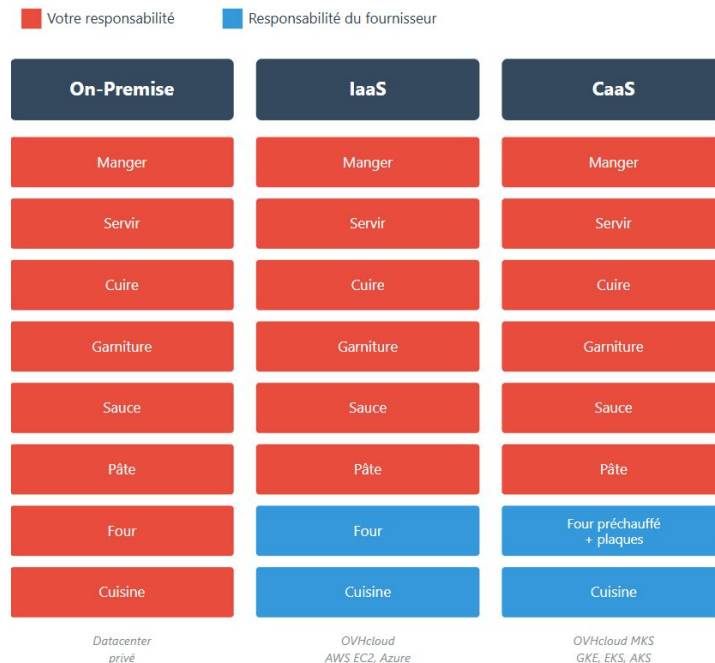 Votre responsabilité
Responsabilité du fournisseur
On-Premise
IaaS
CaaS
Manger
Manger
Manger
Servir
Servir
Servir
Cuire
Cuire
Cuire
Garniture
Garniture
Garniture
Sauce
Sauce
Sauce
Pâte
Pâte
Pâte
Four
Four
Four préchauffé
+ plaques
Cuisine
Cuisine
Cuisine
Datacenter
privé
OVHcloud
AWS EC2, Azure
OVHcloud MKS
GKE, EKS, AKS